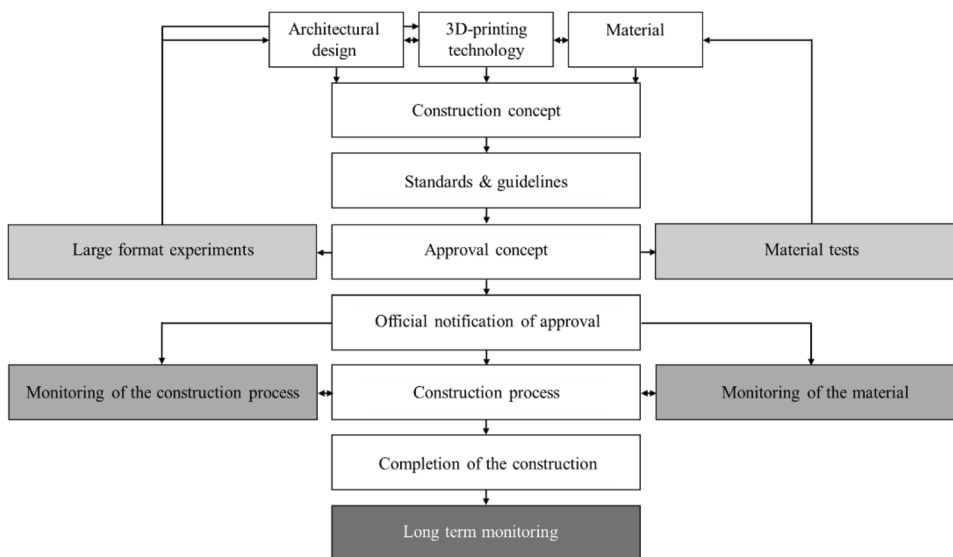 Architectural
design
3D-printing
technology
Material
Construction concept
Standards & guidelines
Large format experiments
Approval concept
Material tests
Official notification of approval
Monitoring of the construction process
Construction process
Monitoring of the material
Completion of the construction
Long term monitoring